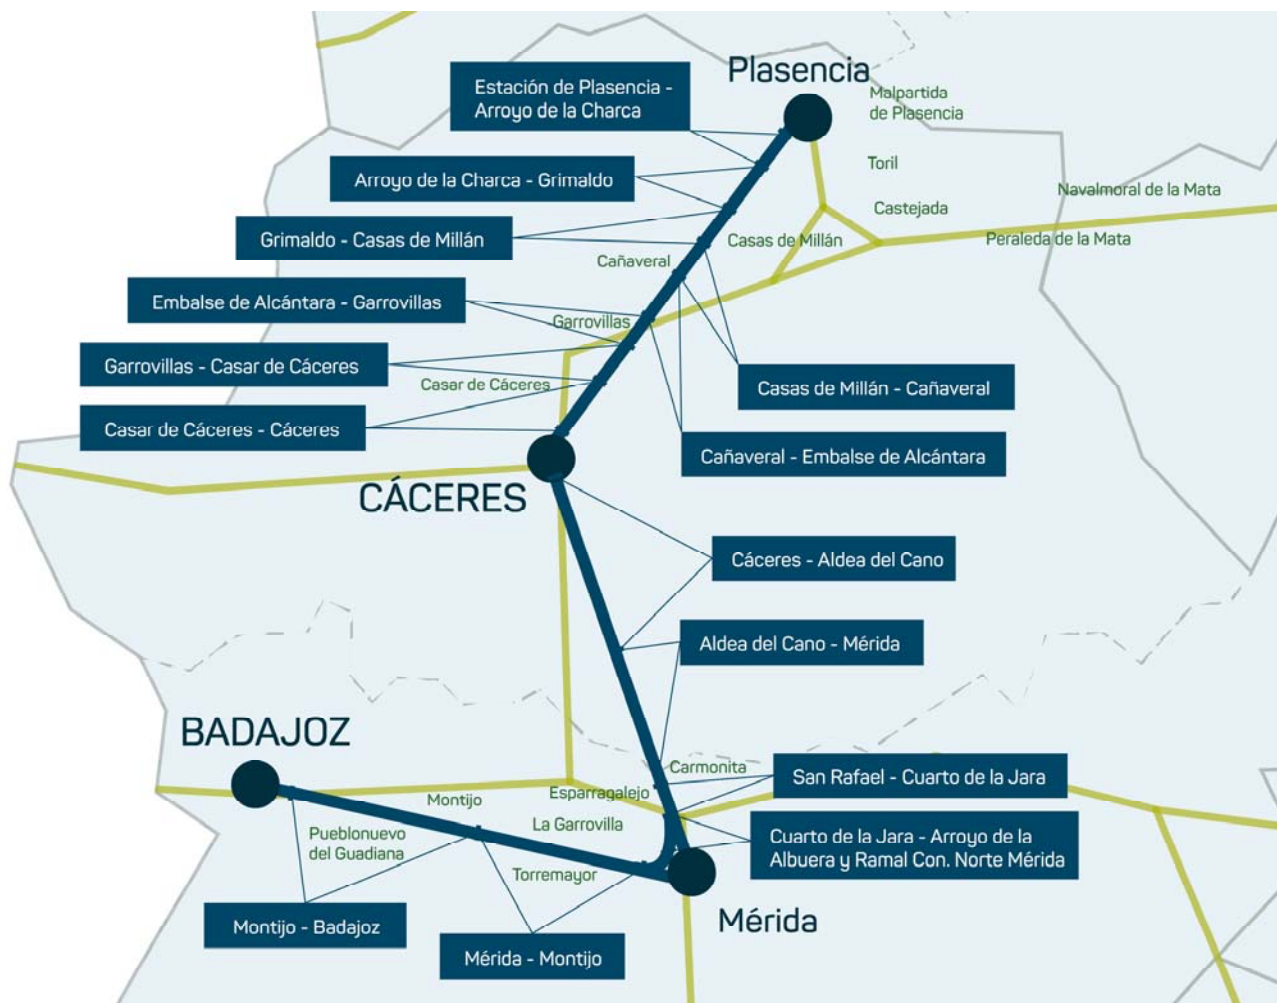 Plasencia
Estación de Plasencia -
Arroyo de la Charca
Malpartida
de Plasencia
Arroyo de la Charca - Grimaldo
Toril
Navalmoral de la Mata
Castejada
Grimaldo - Casas de Millán
Casas de Millán
Peraleda de la Mata
Cañaveral
Embalse de Alcántara - Garrovillas
Garrovillas
Garrovillas - Casar de Cáceres
Casar de Cáceres
Casas de Millán - Cañaveral
Casar de Cáceres - Cáceres
Cañaveral - Embalse de Alcántara
CÁCERES
Cáceres - Aldea del Cano
Aldea del Cano - Mérida
BADAJOZ
Carmonita
San Rafael - Cuarto de la Jara
Esparragalejo
Montijo
La Garrovilla
Pueblonuevo
del Guadiana
Cuarto de la Jara - Arroyo de la
Albuera y Ramal Con. Norte Mérida
Torremayor
Mérida
Montijo - Badajoz
Mérida - Montijo